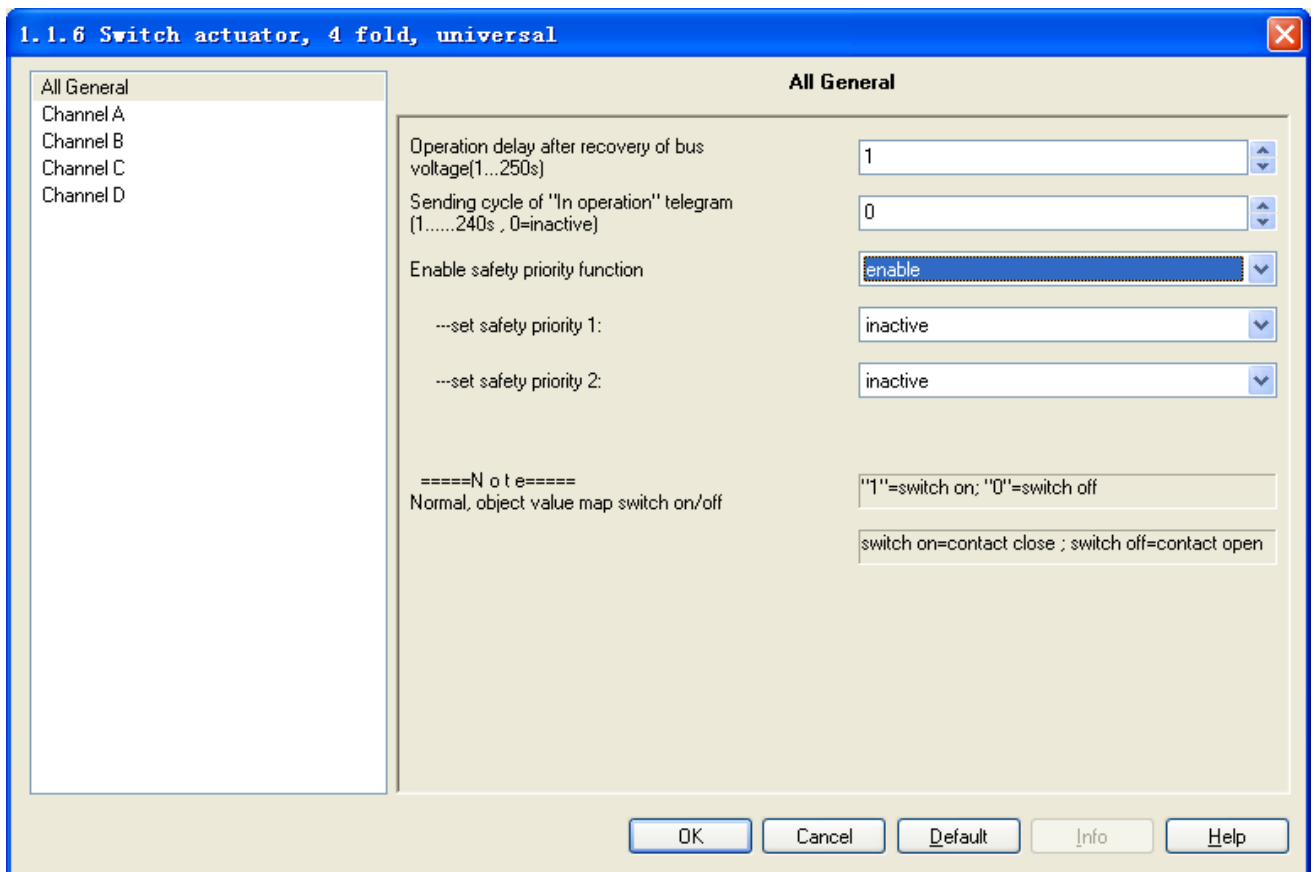 1.1.6 Switch actuator, 4 fold, universal
All General
Channel A
Channel B
Channel C
Channel D
All General
Operation delay after recovery of bus
voltage(1...250s)
1
Sending cycle of "In operation" telegram
(1......240s , 0=inactive)
0
Enable safety priority function
enable
---set safety priority 1:
inactive
---set safety priority 2:
inactive
=====N o t e=====
Normal, object value map switch on/off
"1"=switch on; "0"=switch off
switch on=contact close ; switch off=contact open
OK
Cancel
Default
Info
Help